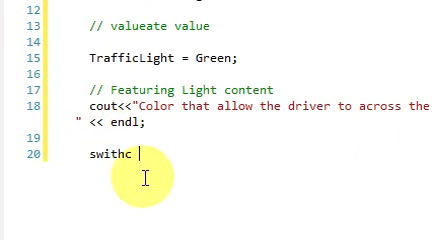 12
13 // valueate value
14
15 TrafficLight = Green;
16
17 // Featuring Light content
18 cout<<"Color that allow the driver to across the
" << endl;
19
20 swithc